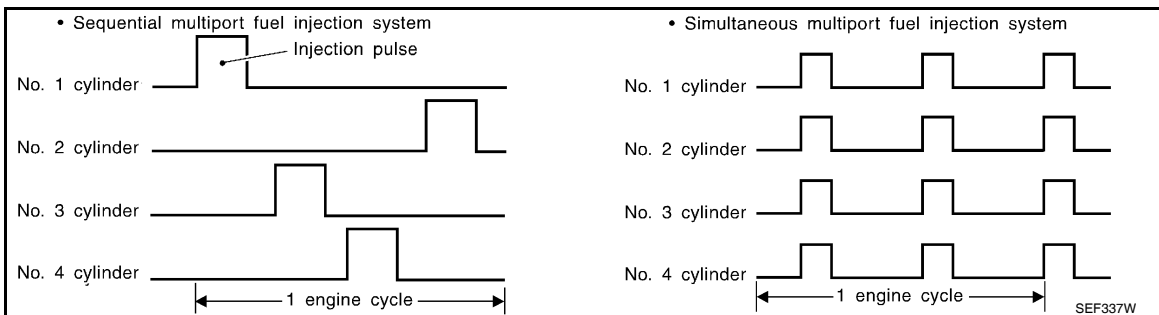 • Sequential multiport fuel injection system
Injection pulse
No. 1 cylinder
No. 2 cylinder
No. 3 cylinder
No. 4 cylinder
1 engine cycle
• Simultaneous multiport fuel injection system
No. 1 cylinder
No. 2 cylinder
No. 3 cylinder
No. 4 cylinder
1 engine cycle
SEF337W